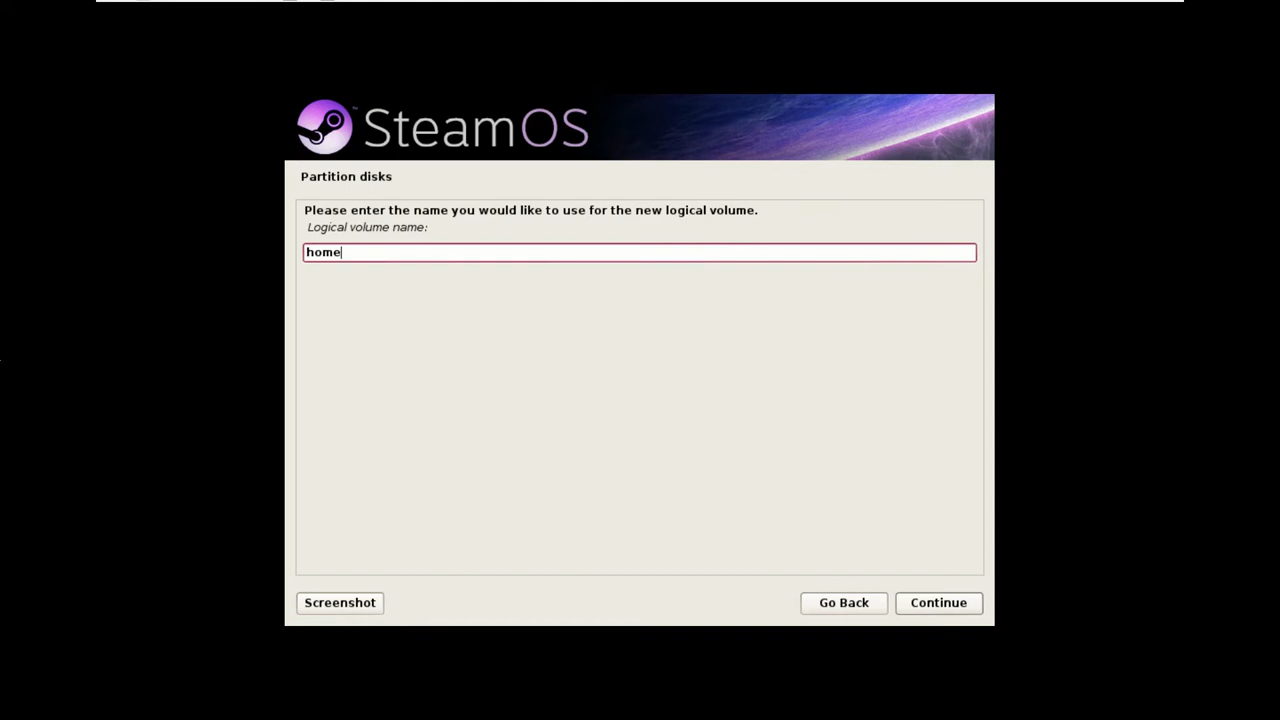 SteamOS
Partition disks
Please enter the name you would like to use for the new logical volume.
Logical volume name:
home
Screenshot
Go Back
Continue